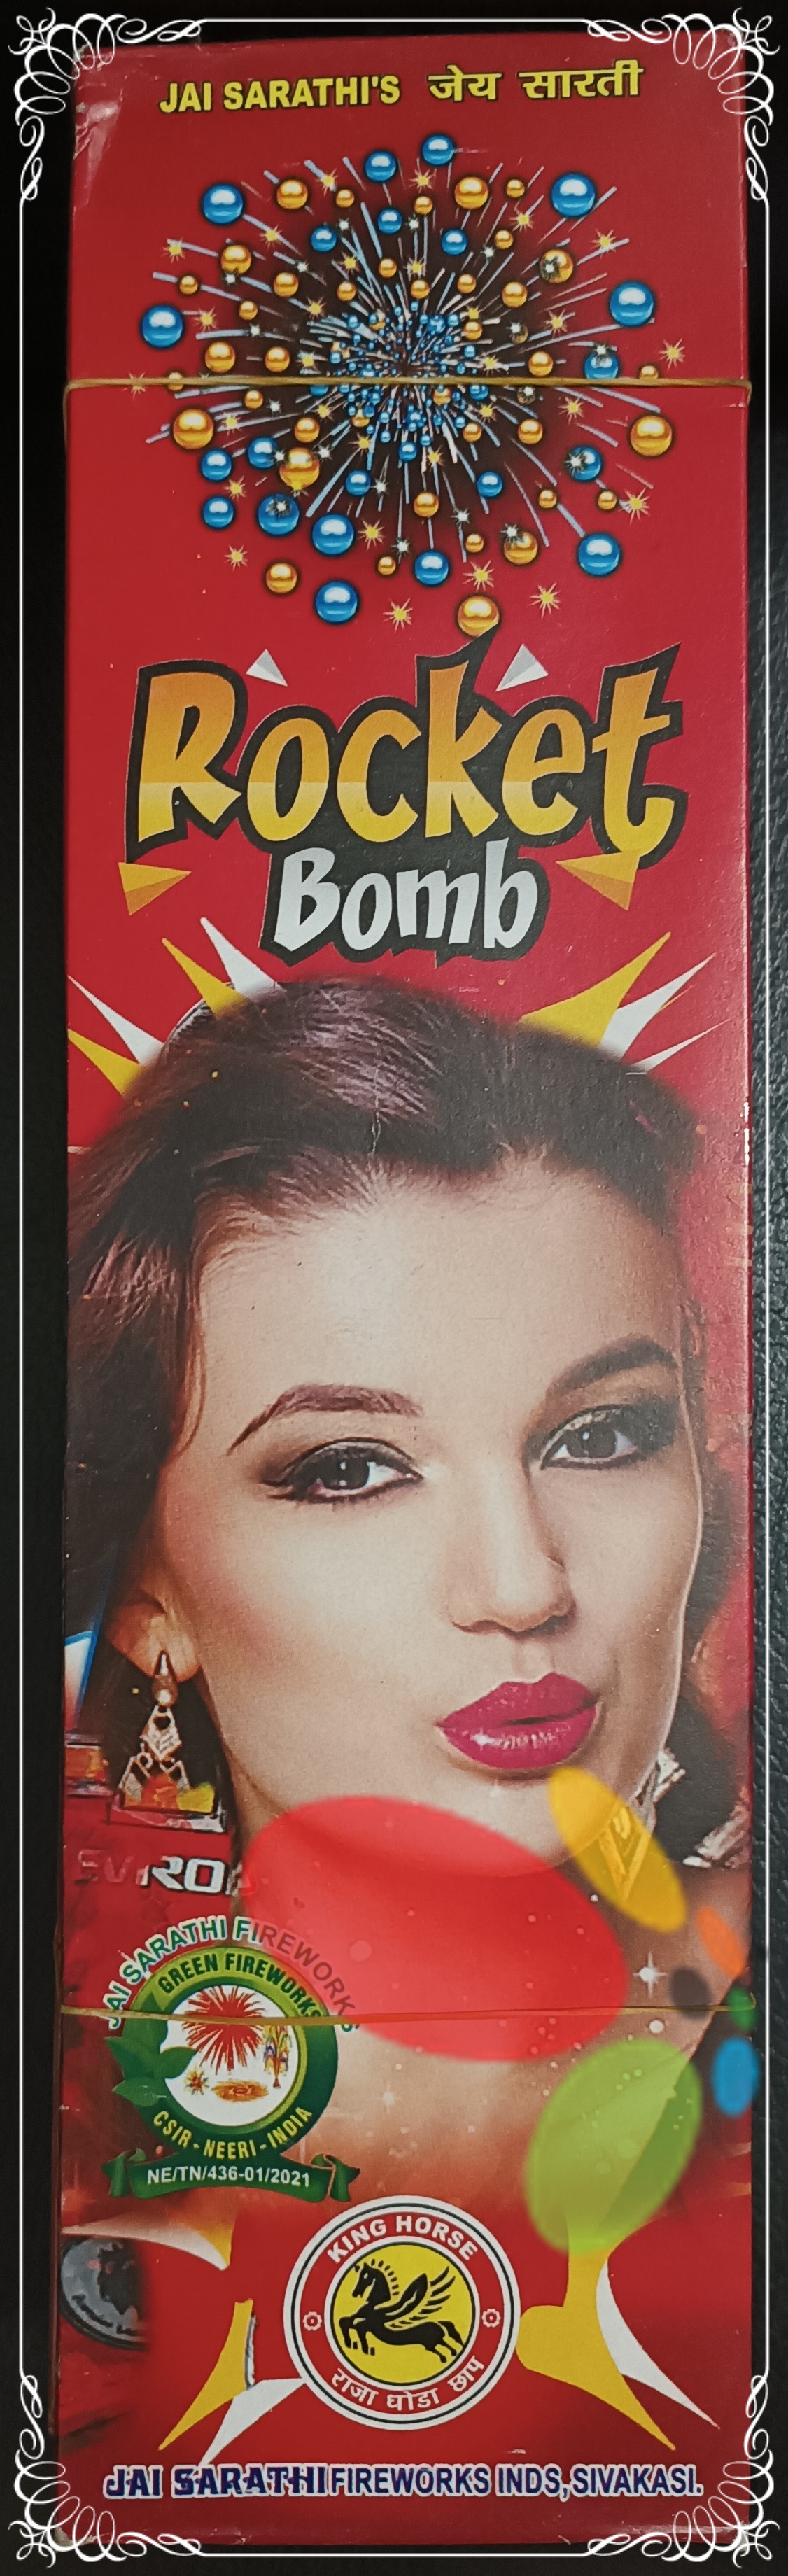 JAI SARATHI'S जेय सारती
Rocket
Bomb
JAI SARATHI FIREWORKS
GREEN FIREWORKS
CSIR - NEERI - INDIA
NE/TN/436-01/2021
KING HORSE
राजा घोडा छाप
JAI SARATHI FIREWORKS INDS, SIVAKASI.